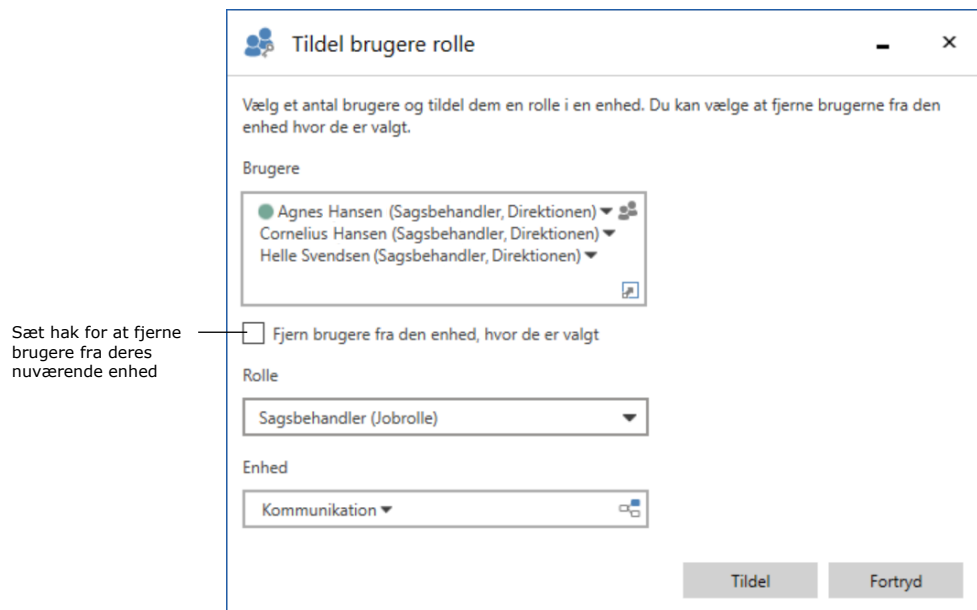 Tildel brugere rolle
Vælg et antal brugere og tildel dem en rolle i en enhed. Du kan vælge at fjerne brugerne fra den
enhed hvor de er valgt.
Brugere
Agnes Hansen (Sagsbehandler, Direktionen)
Cornelius Hansen (Sagsbehandler, Direktionen)
Helle Svendsen (Sagsbehandler, Direktionen)
Sæt hak for at fjerne
brugere fra deres
nuværende enhed
Fjern brugere fra den enhed, hvor de er valgt
Rolle
Sagsbehandler (Jobrolle)
Enhed
Kommunikation
Tildel
Fortryd